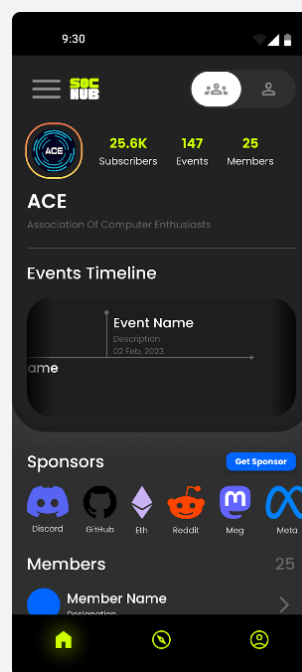 9:30
SOC
HUB
ACE
25.6K 147 25
Subscribers Events Members
ACE
Association Of Computer Enthusiasts
Events Timeline
Event Name
Description
02 Feb, 2023
ame
Sponsors Get Sponsor
Discord GitHub Eth Reddit Meg Meta
Members 25
Member Name
Designation